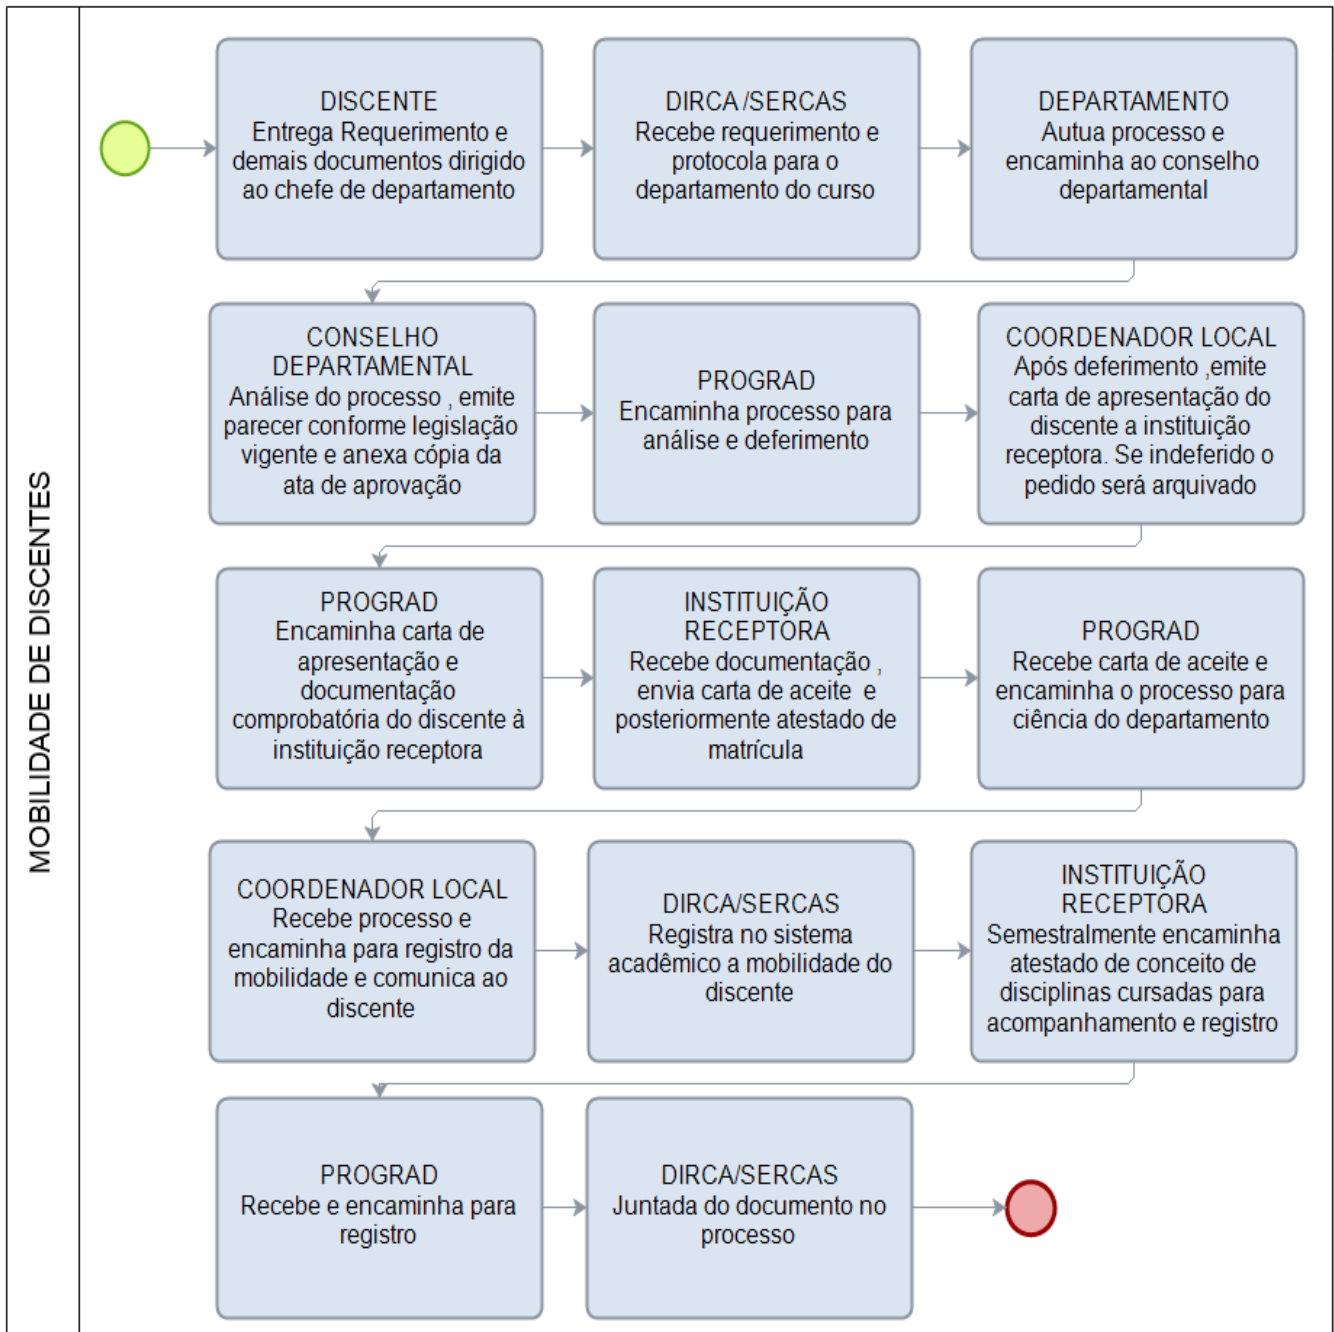 MOBILIDADE DE DISCENTES
DISCENTE
Entrega Requerimento e
demais documentos dirigido
ao chefe de departamento
DIRCA/SERCAS
Recebe requerimento e
protocola para o
departamento do curso
DEPARTAMENTO
Autua processo e
encaminha ao conselho
departamental
CONSELHO
DEPARTAMENTAL
Análise do processo , emite
parecer conforme legislação
vigente e anexa cópia da
ata de aprovação
PROGRAD
Encaminha processo para
análise e deferimento
COORDENADOR LOCAL
Após deferimento ,emite
carta de apresentação do
discente a instituição
receptora. Se indeferido o
pedido será arquivado
PROGRAD
Encaminha carta de
apresentação e
documentação
comprobatória do discente à
instituição receptora
INSTITUIÇÃO
RECEPTORA
Recebe documentação ,
envia carta de aceite e
posteriormente atestado de
matrícula
PROGRAD
Recebe carta de aceite e
encaminha o processo para
ciência do departamento
COORDENADOR LOCAL
Recebe processo e
encaminha para registro da
mobilidade e comunica ao
discente
DIRCA/SERCAS
Registra no sistema
acadêmico a mobilidade do
discente
INSTITUIÇÃO
RECEPTORA
Semestralmente encaminha
atestado de conceito de
disciplinas cursadas para
acompanhamento e registro
PROGRAD
Recebe e encaminha para
registro
DIRCA/SERCAS
Juntada do documento no
processo